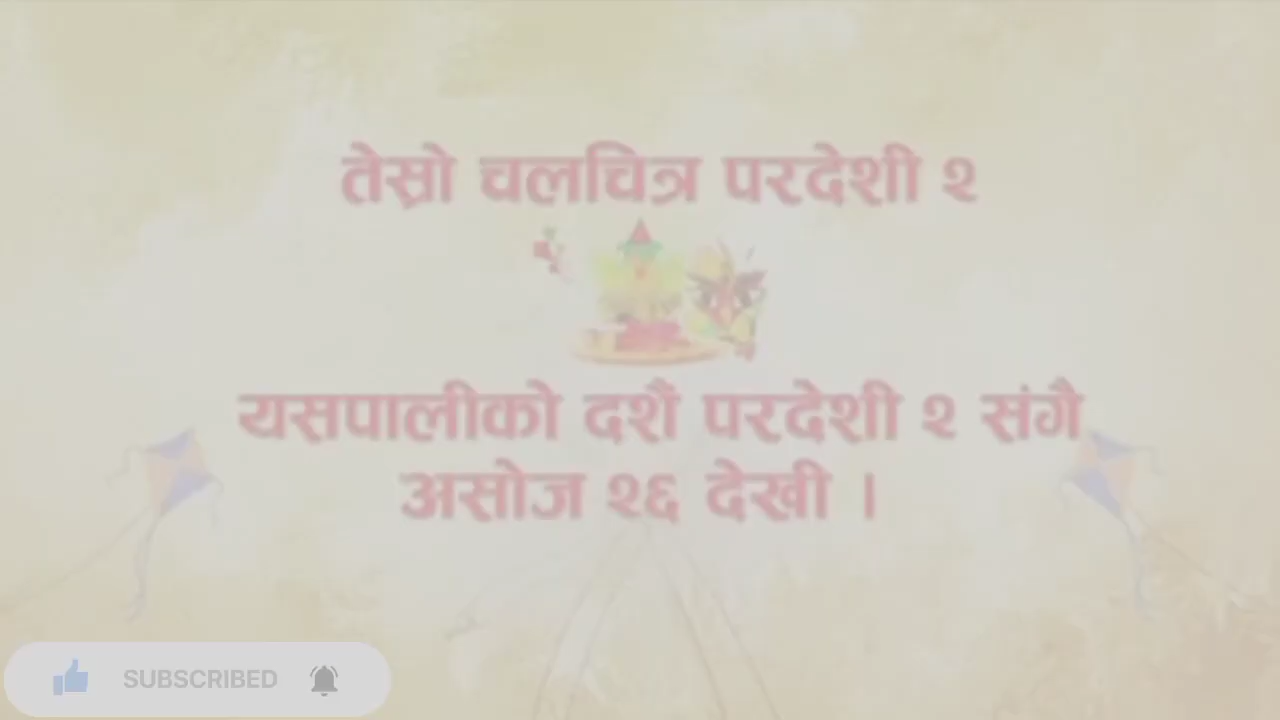 तेस्रो चलचित्र परदेशी २
यसपालीको दशैं परदेशी २ संगै
असोज २६ देखी ।
SUBSCRIBED